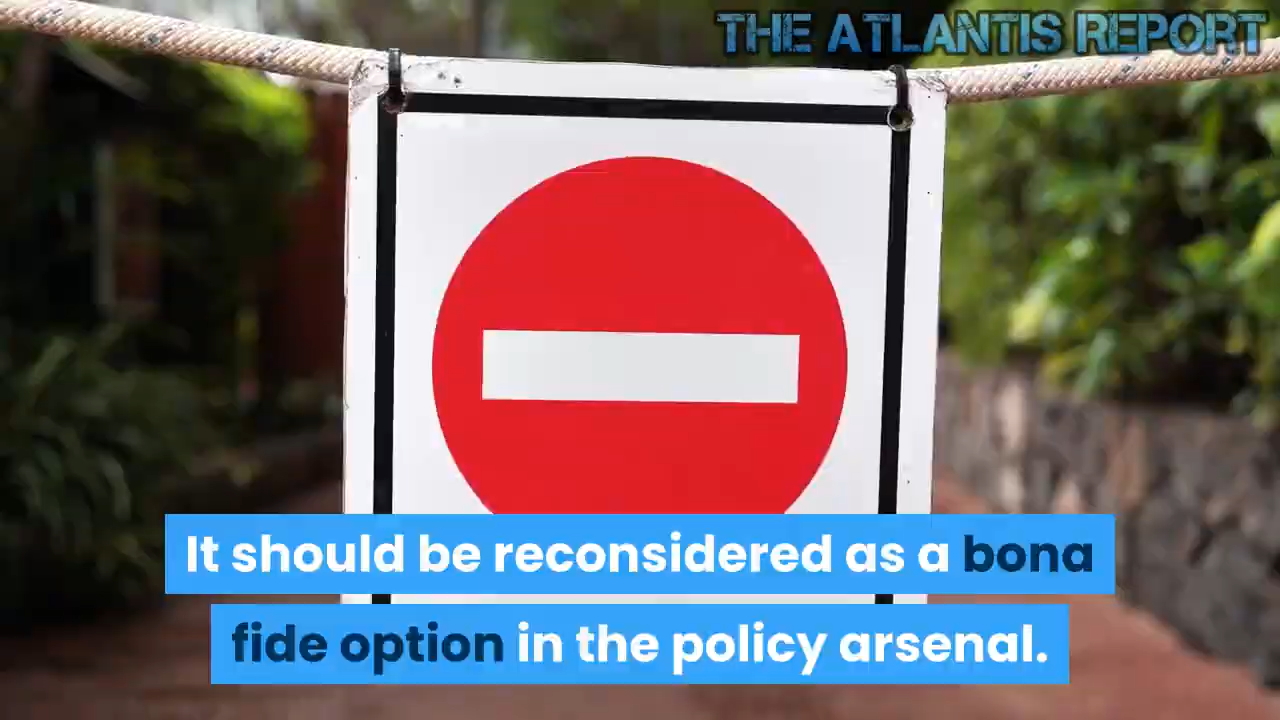 THE ATLANTIS REPORT
It should be reconsidered as a bona
fide option in the policy arsenal.